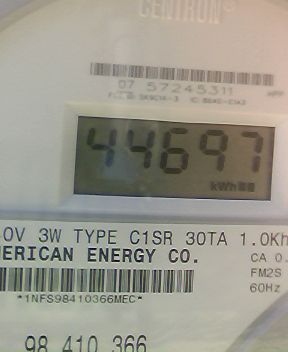 CENTRON®
07 57245311
44697
kWh
0V 3W TYPE C1SR 30TA 1.0Kh
ERICAN ENERGY CO.
CA 0.
FM2S
60Hz
*1NFS98410366MEC*
98 410 366